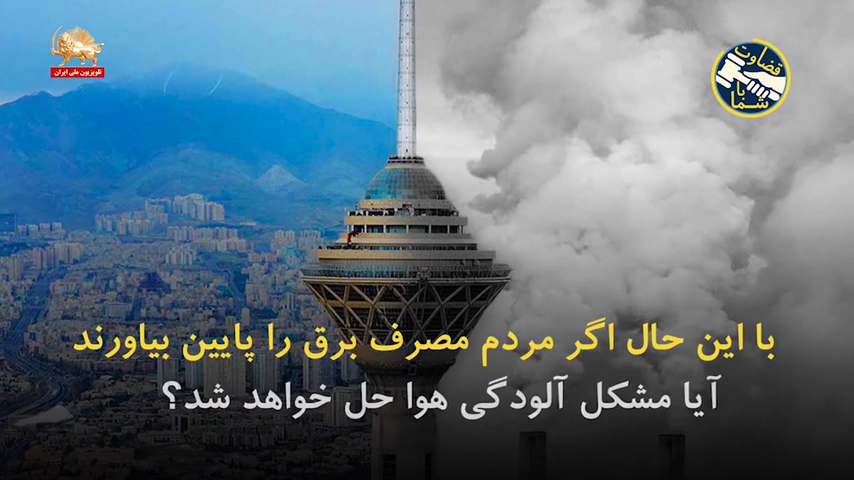 تلویزیون ملی ایران
قضاوت
با
شما
با این حال اگر مردم مصرف برق را پایین بیاورند
آیا مشکل آلودگی هوا حل خواهد شد؟